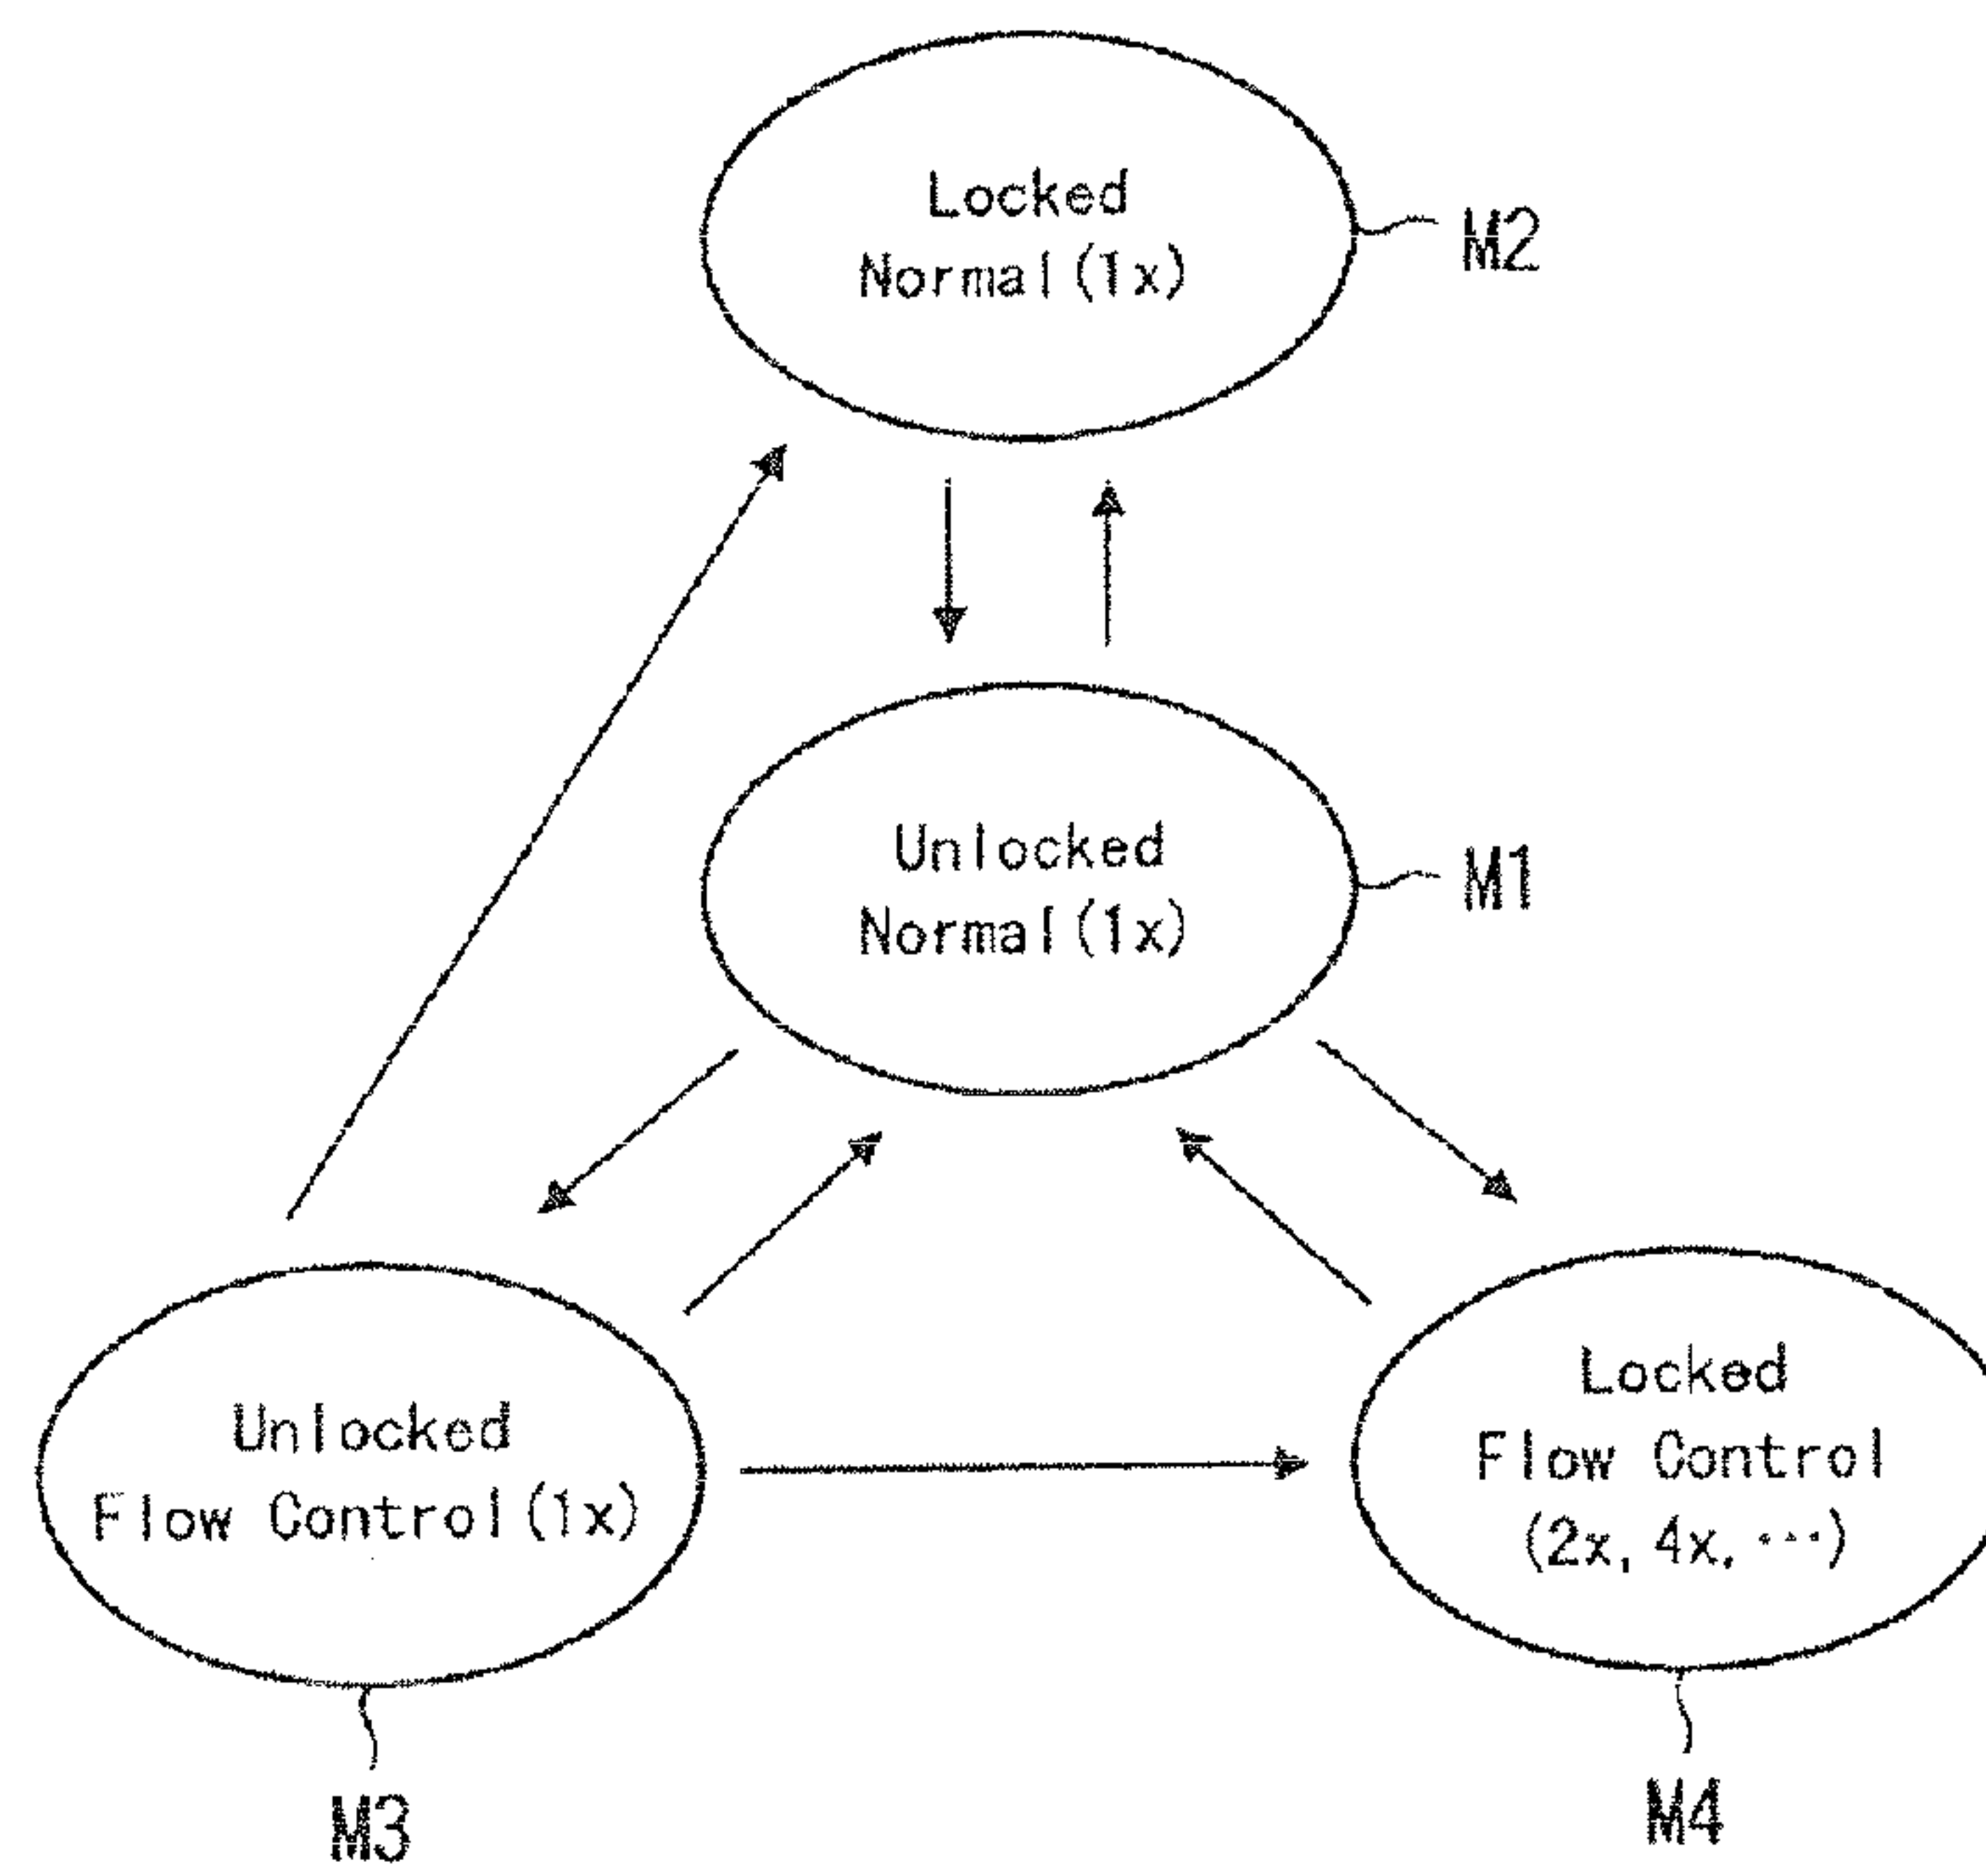 Locked
Normal(1x)
M2
Unlocked
Normal(1x)
M1
Unlocked
Flow Control(1x)
M3
Locked
Flow Control
(2x, 4x, ···)
M4